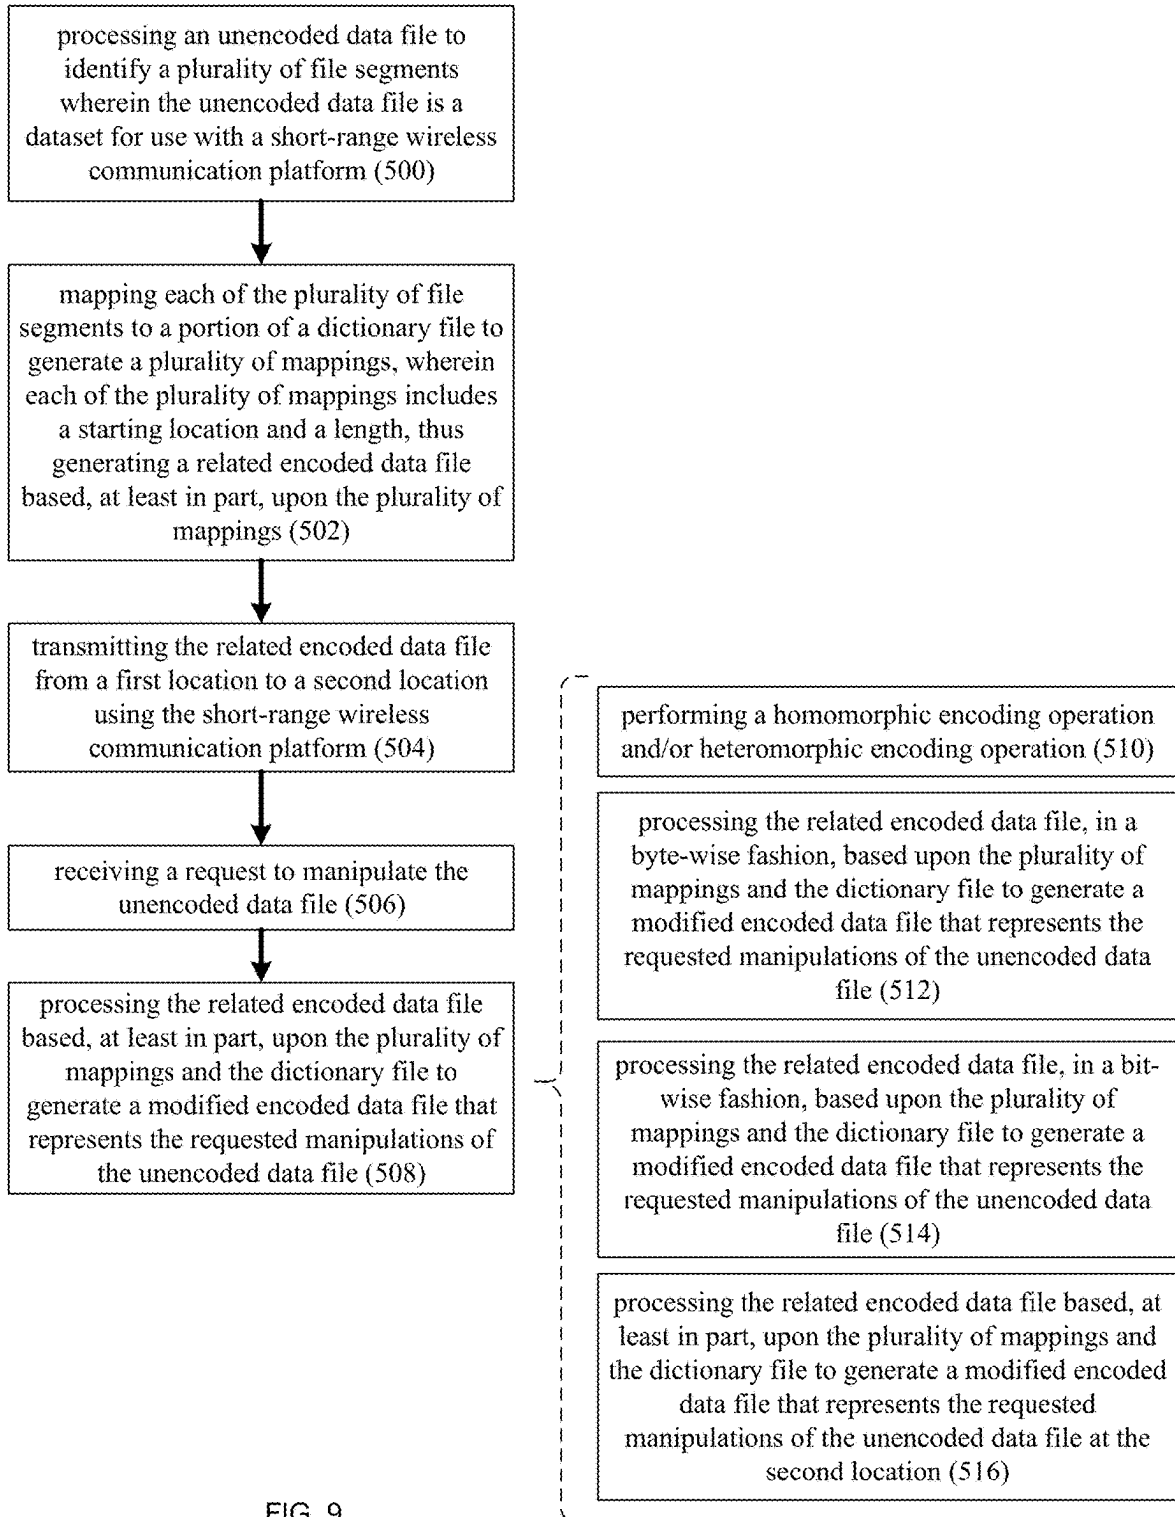 processing an unencoded data file to
identify a plurality of file segments
wherein the unencoded data file is a
dataset for use with a short-range wireless
communication platform (500)
mapping each of the plurality of file
segments to a portion of a dictionary file to
generate a plurality of mappings, wherein
each of the plurality of mappings includes
a starting location and a length, thus
generating a related encoded data file
based, at least in part, upon the plurality of
mappings (502)
transmitting the related encoded data file
from a first location to a second location
using the short-range wireless
communication platform (504)
receiving a request to manipulate the
unencoded data file (506)
processing the related encoded data file
based, at least in part, upon the plurality of
mappings and the dictionary file to
generate a modified encoded data file that
represents the requested manipulations of
the unencoded data file (508)
performing a homomorphic encoding operation
and/or heteromorphic encoding operation (510)
processing the related encoded data file, in a
byte-wise fashion, based upon the plurality of
mappings and the dictionary file to generate a
modified encoded data file that represents the
requested manipulations of the unencoded data
file (512)
processing the related encoded data file, in a bit-
wise fashion, based upon the plurality of
mappings and the dictionary file to generate a
modified encoded data file that represents the
requested manipulations of the unencoded data
file (514)
processing the related encoded data file based, at
least in part, upon the plurality of mappings and
the dictionary file to generate a modified encoded
data file that represents the requested
manipulations of the unencoded data file at the
second location (516)
FIG. 9